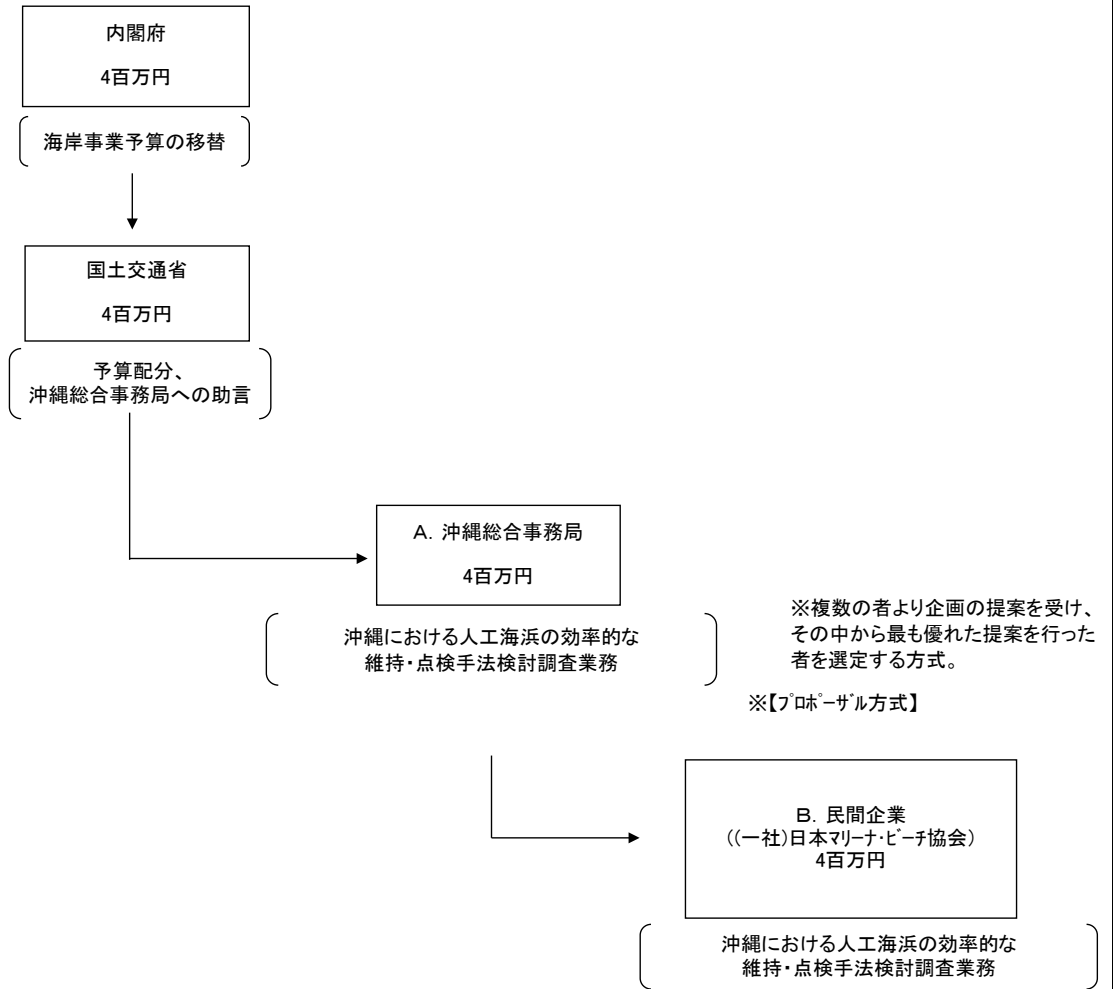 内閣府
4百万円
海岸事業予算の移替
国土交通省
4百万円
予算配分、
沖縄総合事務局への助言
A. 沖縄総合事務局
4百万円
沖縄における人工海浜の効率的な
維持・点検手法検討調査業務
※複数の者より企画の提案を受け、
その中から最も優れた提案を行った
者を選定する方式。
※【ﾌﾟﾛﾎﾟｰｻﾞﾙ方式】
B. 民間企業
((一社)日本ﾏﾘｰﾅ･ﾋﾞｰﾁ協会)
4百万円
沖縄における人工海浜の効率的な
維持・点検手法検討調査業務